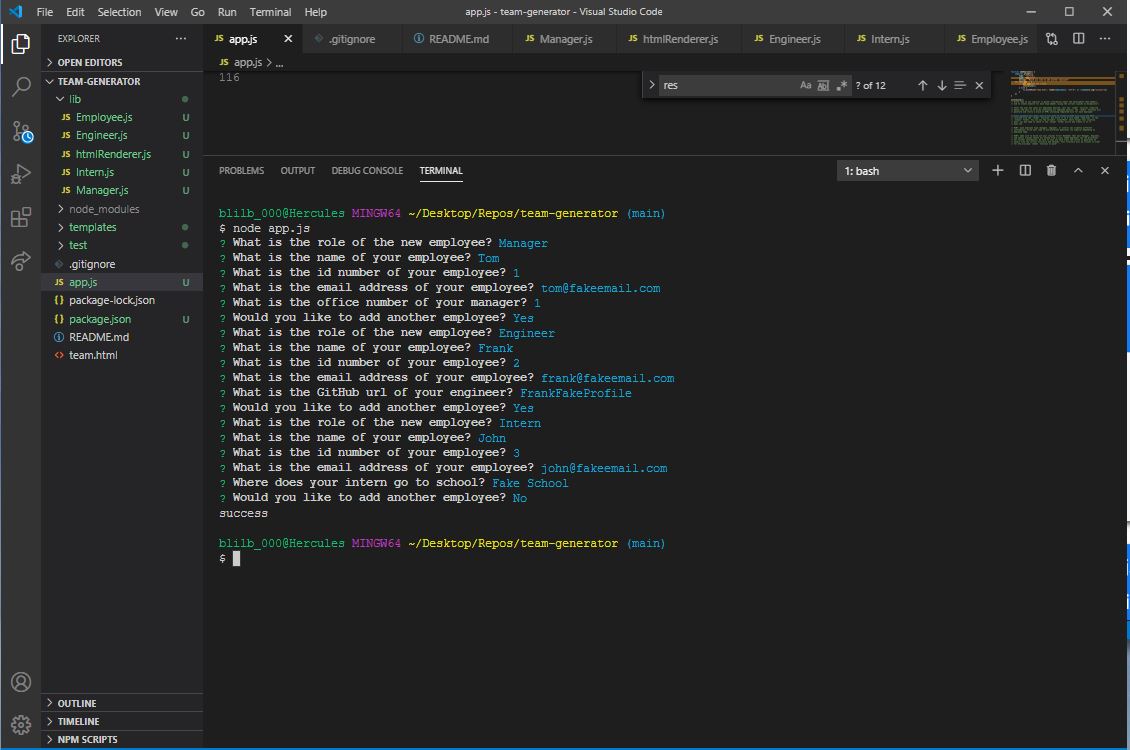 File Edit Selection View Go Run Terminal Help app.js - team-generator - Visual Studio Code
EXPLORER
JS app.js .gitignore README.md JS Manager.js JS htmlRenderer.js JS Engineer.js JS Intern.js JS Employee.js
OPEN EDITORS
JS app.js > ...
TEAM-GENERATOR
116
res Aa Abl .* ? of 12
lib
JS Employee.js U
JS Engineer.js U
JS htmlRenderer.js U
JS Intern.js U
JS Manager.js U
node_modules
templates
test
.gitignore
JS app.js U
{} package-lock.json
{} package.json U
README.md
<> team.html
OUTLINE
TIMELINE
NPM SCRIPTS
PROBLEMS OUTPUT DEBUG CONSOLE TERMINAL 1: bash
blilb_000@Hercules MINGW64 ~/Desktop/Repos/team-generator (main)
$ node app.js
? What is the role of the new employee? Manager
? What is the name of your employee? Tom
? What is the id number of your employee? 1
? What is the email address of your employee? tom@fakeemail.com
? What is the office number of your manager? 1
? Would you like to add another employee? Yes
? What is the role of the new employee? Engineer
? What is the name of your employee? Frank
? What is the id number of your employee? 2
? What is the email address of your employee? frank@fakeemail.com
? What is the GitHub url of your engineer? FrankFakeProfile
? Would you like to add another employee? Yes
? What is the role of the new employee? Intern
? What is the name of your employee? John
? What is the id number of your employee? 3
? What is the email address of your employee? john@fakeemail.com
? Where does your intern go to school? Fake School
? Would you like to add another employee? No
success
blilb_000@Hercules MINGW64 ~/Desktop/Repos/team-generator (main)
$